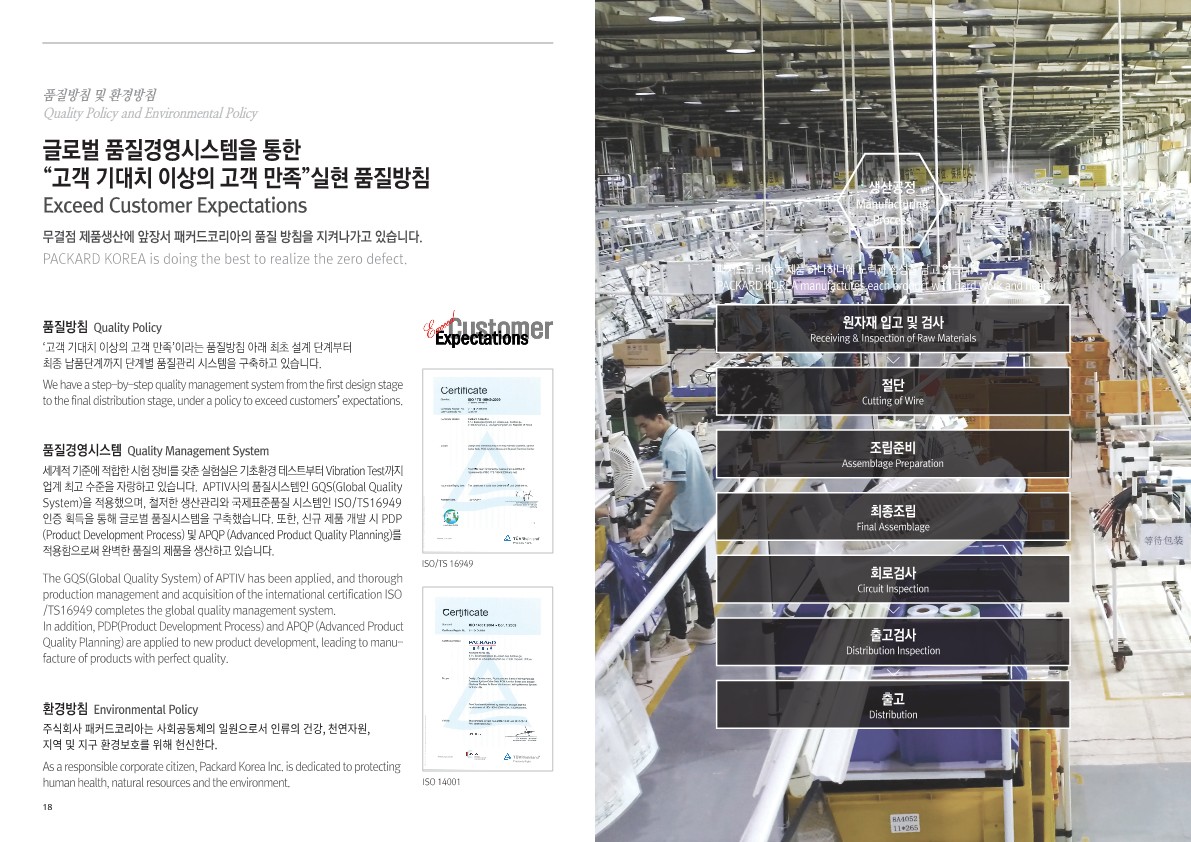 품질방침 및 환경방침
Quality Policy and Environmental Policy
글로벌 품질경영시스템을 통한
“고객 기대치 이상의 고객 만족”실현 품질방침
Exceed Customer Expectations
무결점 제품생산에 앞장서 패커드코리아의 품질 방침을 지켜나가고 있습니다.
PACKARD KOREA is doing the best to realize the zero defect.
품질방침 Quality Policy
‘고객 기대치 이상의 고객 만족’이라는 품질방침 아래 최초 설계 단계부터
최종 납품단계까지 단계별 품질관리 시스템을 구축하고 있습니다.
We have a step-by-step quality management system from the first design stage
to the final distribution stage, under a policy to exceed customers’ expectations.
품질경영시스템 Quality Management System
세계적 기준에 적합한 시험 장비를 갖춘 실험실은 기초환경 테스트부터 Vibration Test까지
업계 최고 수준을 자랑하고 있습니다. APTIV사의 품질시스템인 GQS(Global Quality
System)을 적용했으며, 철저한 생산관리와 국제표준품질 시스템인 ISO/TS16949
인증 획득을 통해 글로벌 품질시스템을 구축했습니다. 또한, 신규 제품 개발 시 PDP
(Product Development Process) 및 APQP (Advanced Product Quality Planning)를
적용함으로써 완벽한 품질의 제품을 생산하고 있습니다.
The GQS(Global Quality System) of APTIV has been applied, and thorough
production management and acquisition of the international certification ISO
/TS16949 completes the global quality management system.
In addition, PDP(Product Development Process) and APQP (Advanced Product
Quality Planning) are applied to new product development, leading to manu-
facture of products with perfect quality.
환경방침 Environmental Policy
주식회사 패커드코리아는 사회공동체의 일원으로서 인류의 건강, 천연자원,
지역 및 지구 환경보호를 위해 헌신한다.
As a responsible corporate citizen, Packard Korea Inc. is dedicated to protecting
human health, natural resources and the environment.
18
Exceed Customer
Expectations
Certificate
TÜVRheinland
ISO/TS 16949
Certificate
PACKARD
TÜVRheinland
ISO 14001
생산공정
Manufacturing
Process
PACKARD KOREA manufactures each product with hard work and
원자재 입고 및 검사
Receiving & Inspection of Raw Materials
절단
Cutting of Wire
조립준비
Assemblage Preparation
최종조립
Final Assemblage
회로검사
Circuit Inspection
출고검사
Distribution Inspection
출고
Distribution
等待包装
8A4052
11*265